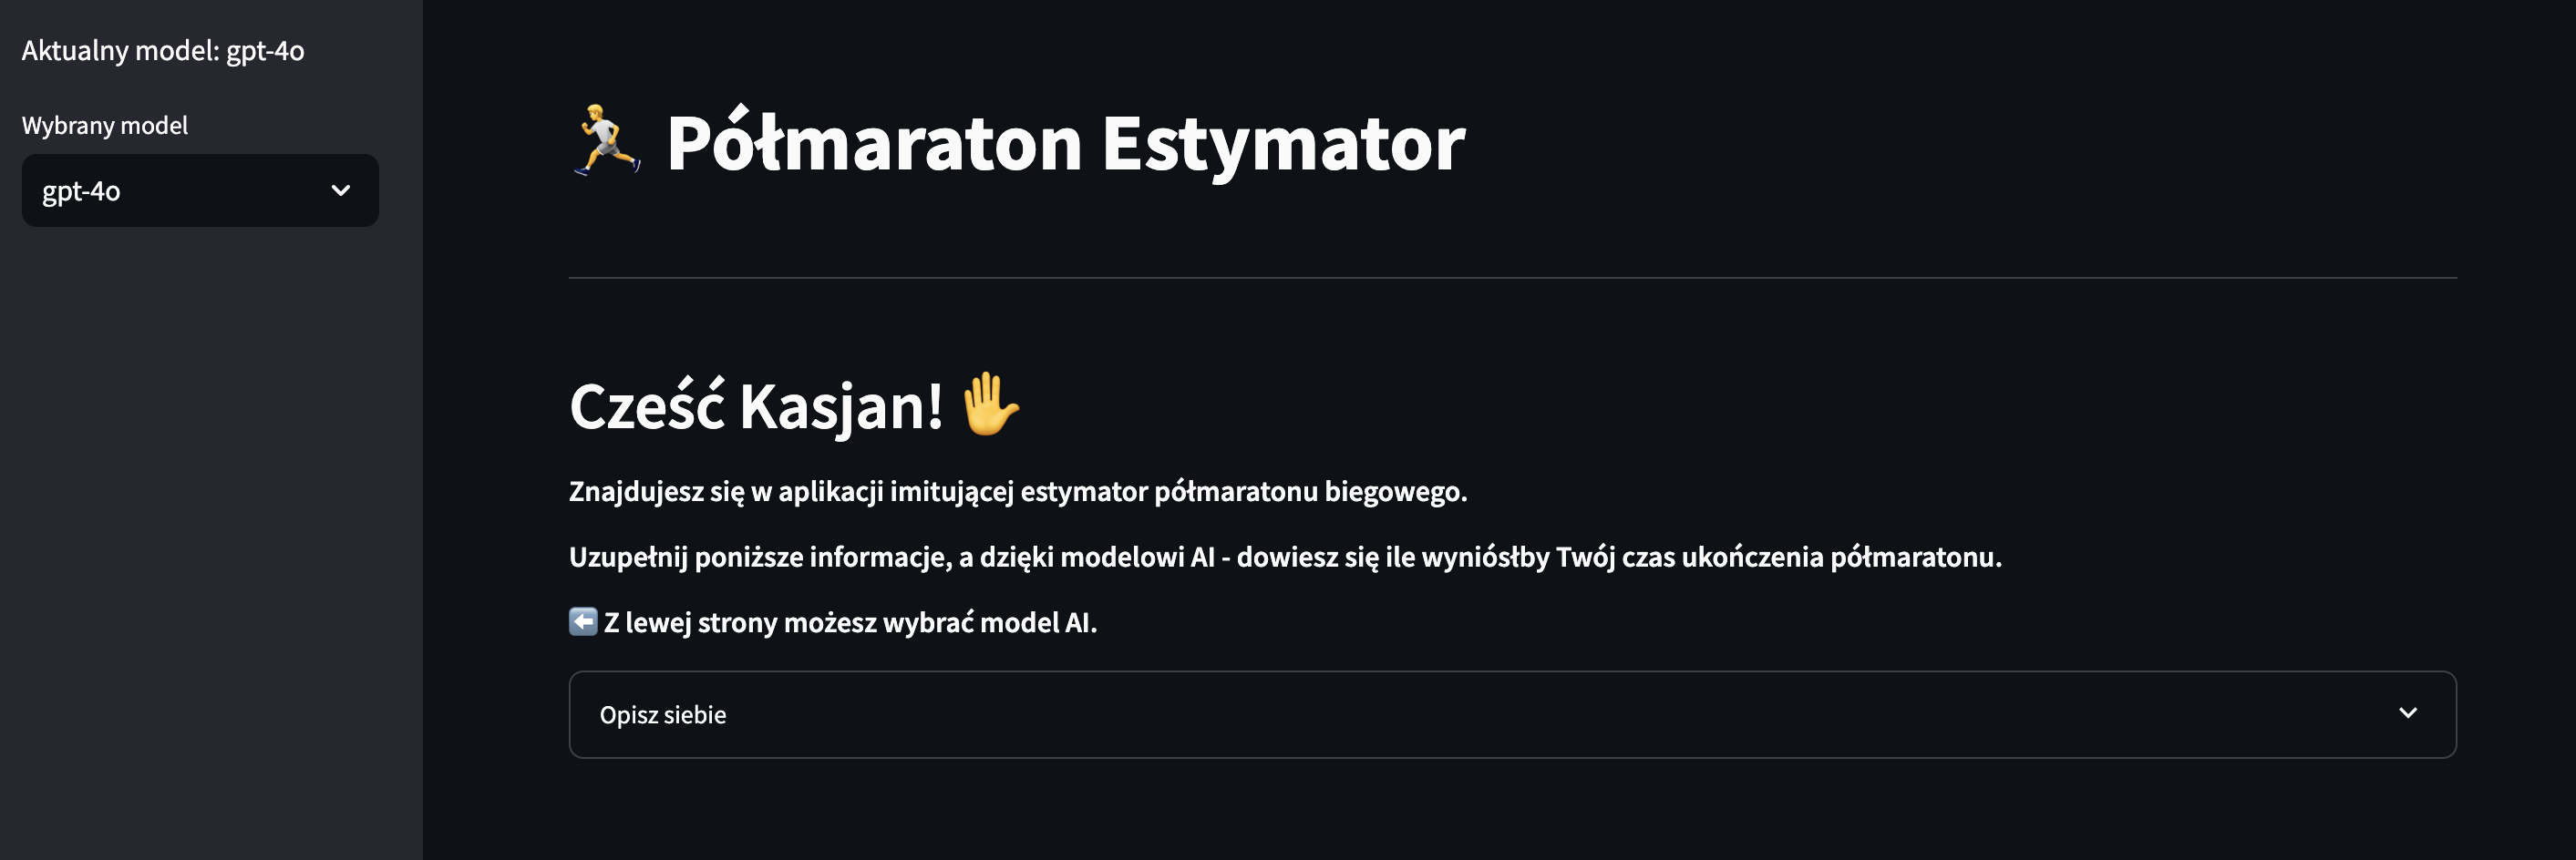 Aktualny model: gpt-4o
Wybrany model
gpt-4o
Półmaraton Estymator
Cześć Kasjan!
Znajdujesz się w aplikacji imitującej estymator półmaratonu biegowego.
Uzupełnij poniższe informacje, a dzięki modelowi AI - dowiesz się ile wyniósłby Twój czas ukończenia półmaratonu.
Z lewej strony możesz wybrać model AI.
Opisz siebie